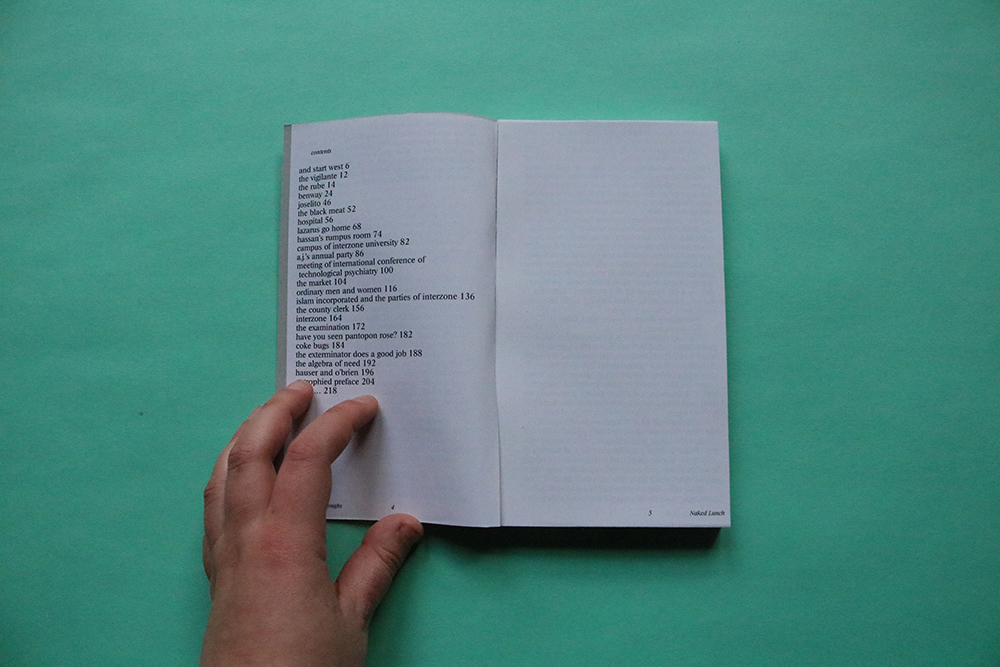 contents
and start west 6
the vigilante 12
the rube 14
benway 24
joselito 46
the black meat 52
hospital 56
lazarus go home 68
hassan's rumpus room 74
campus of interzone university 82
a.j.'s annual party 86
meeting of international conference of
technological psychiatry 100
the market 104
ordinary men and women 116
islam incorporated and the parties of interzone 136
the county clerk 156
interzone 164
the examination 172
have you seen pantopon rose? 182
coke bugs 184
the exterminator does a good job 188
the algebra of need 192
hauser and o'brien 196
preface 204
... 218
4
5 Naked Lunch